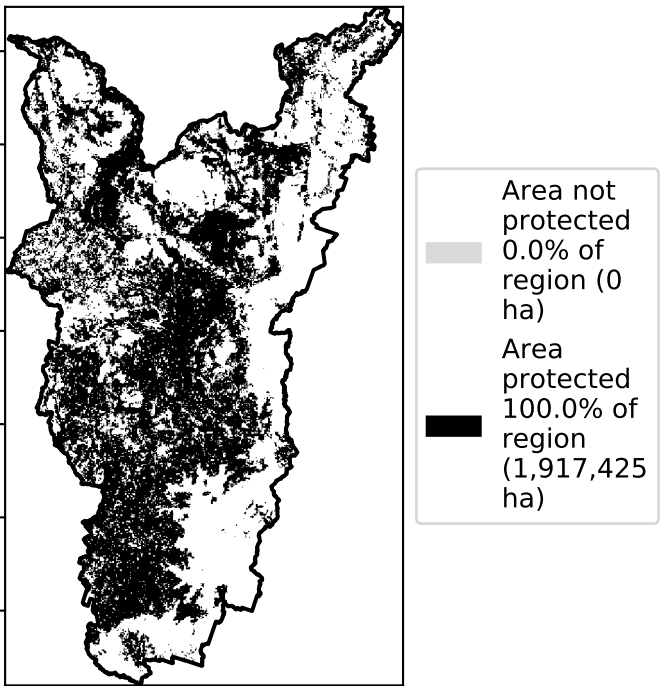 Area not
protected
0.0% of
region (0
ha)
Area
protected
100.0% of
region
(1,917,425
ha)